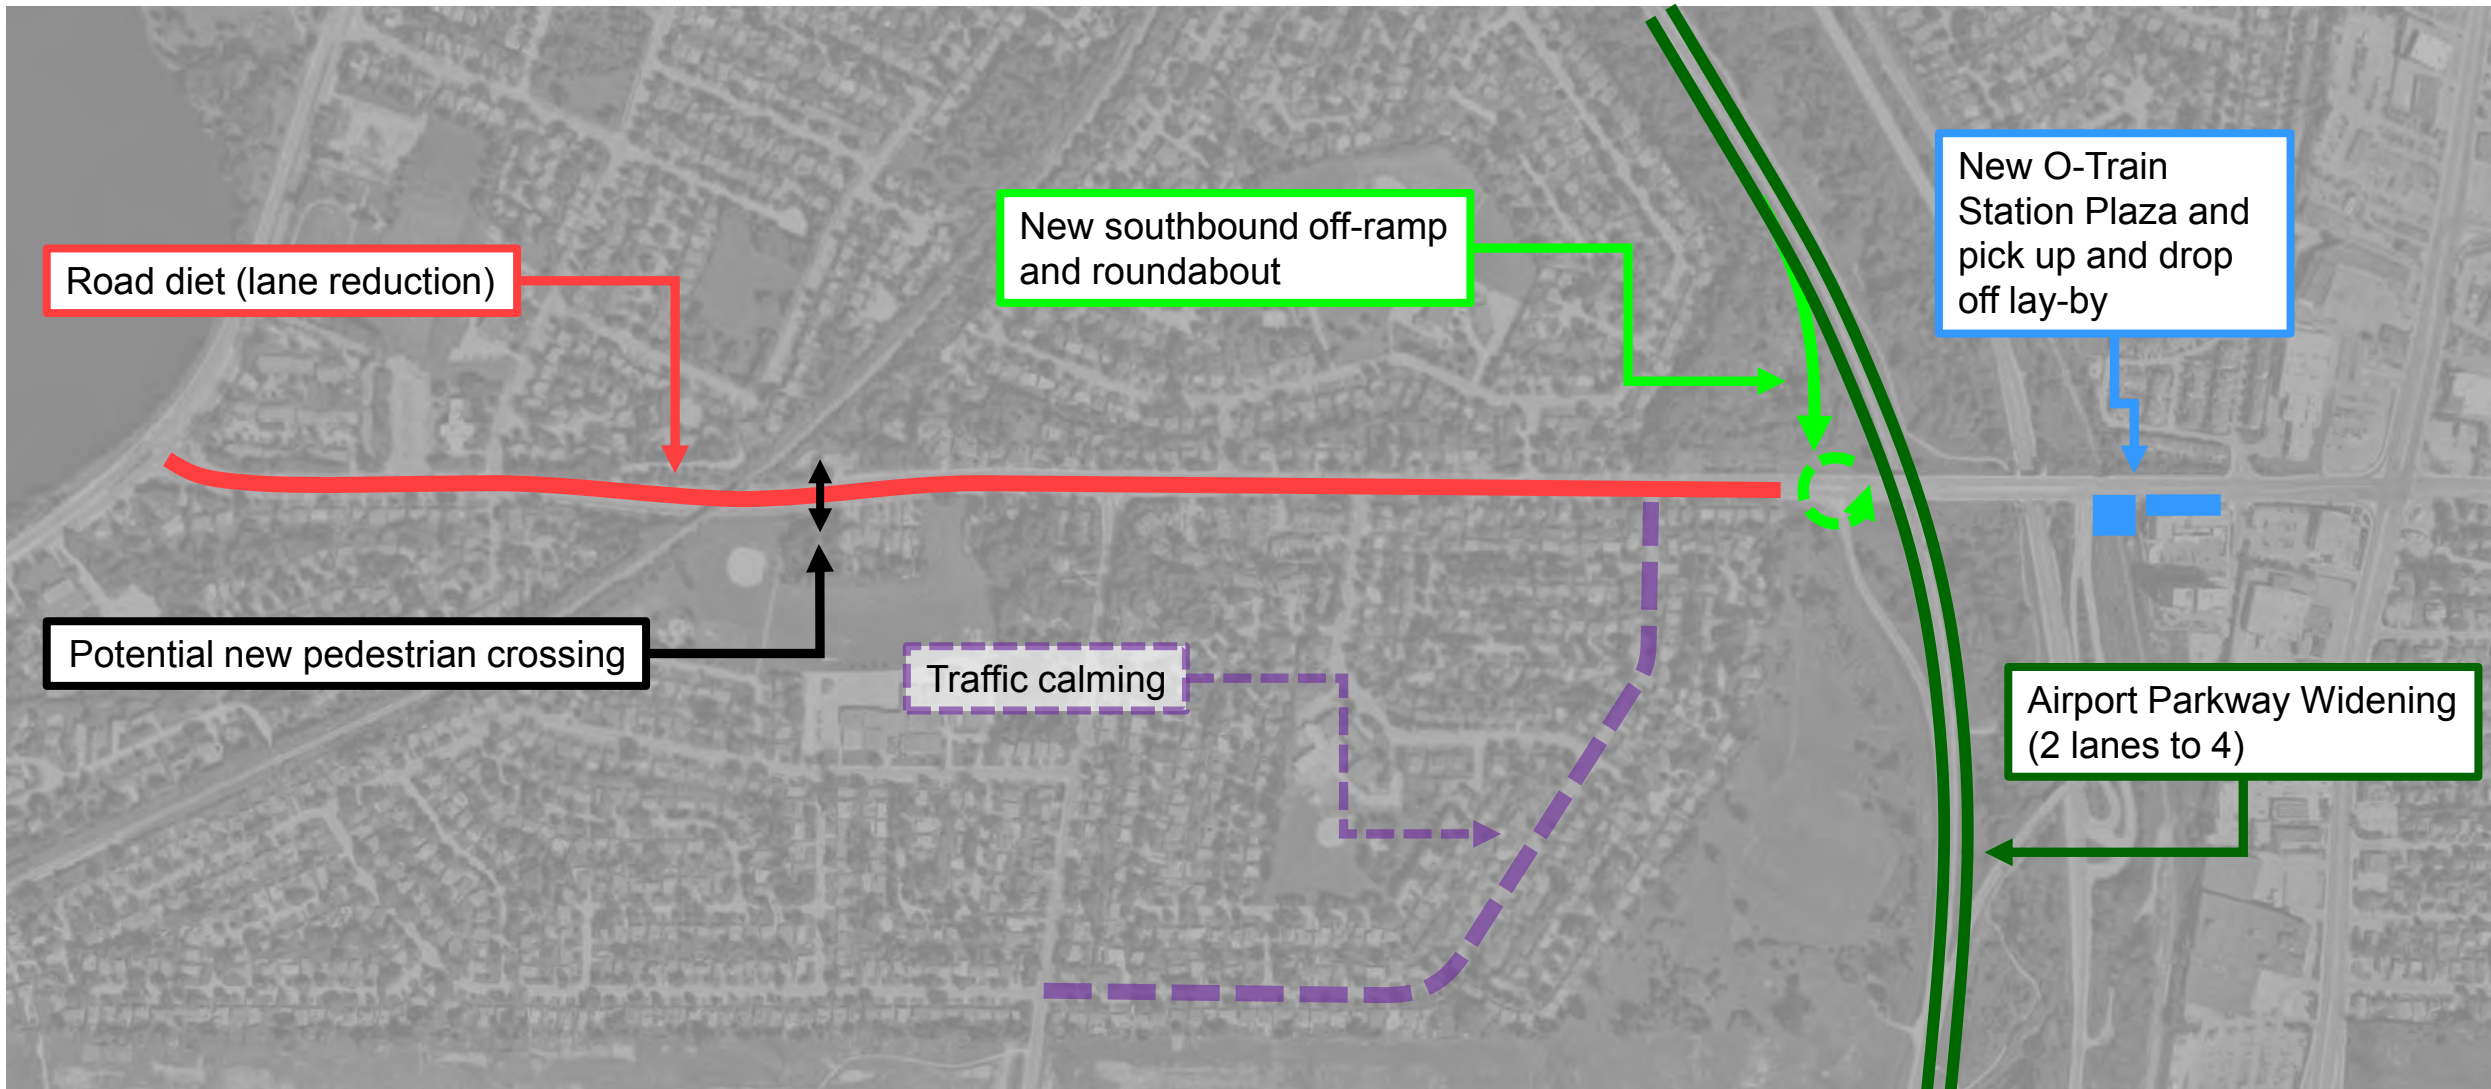 New O-Train
Station Plaza and
pick up and drop
off lay-by
New southbound off-ramp
and roundabout
Road diet (lane reduction)
Potential new pedestrian crossing
Traffic calming
Airport Parkway Widening
(2 lanes to 4)